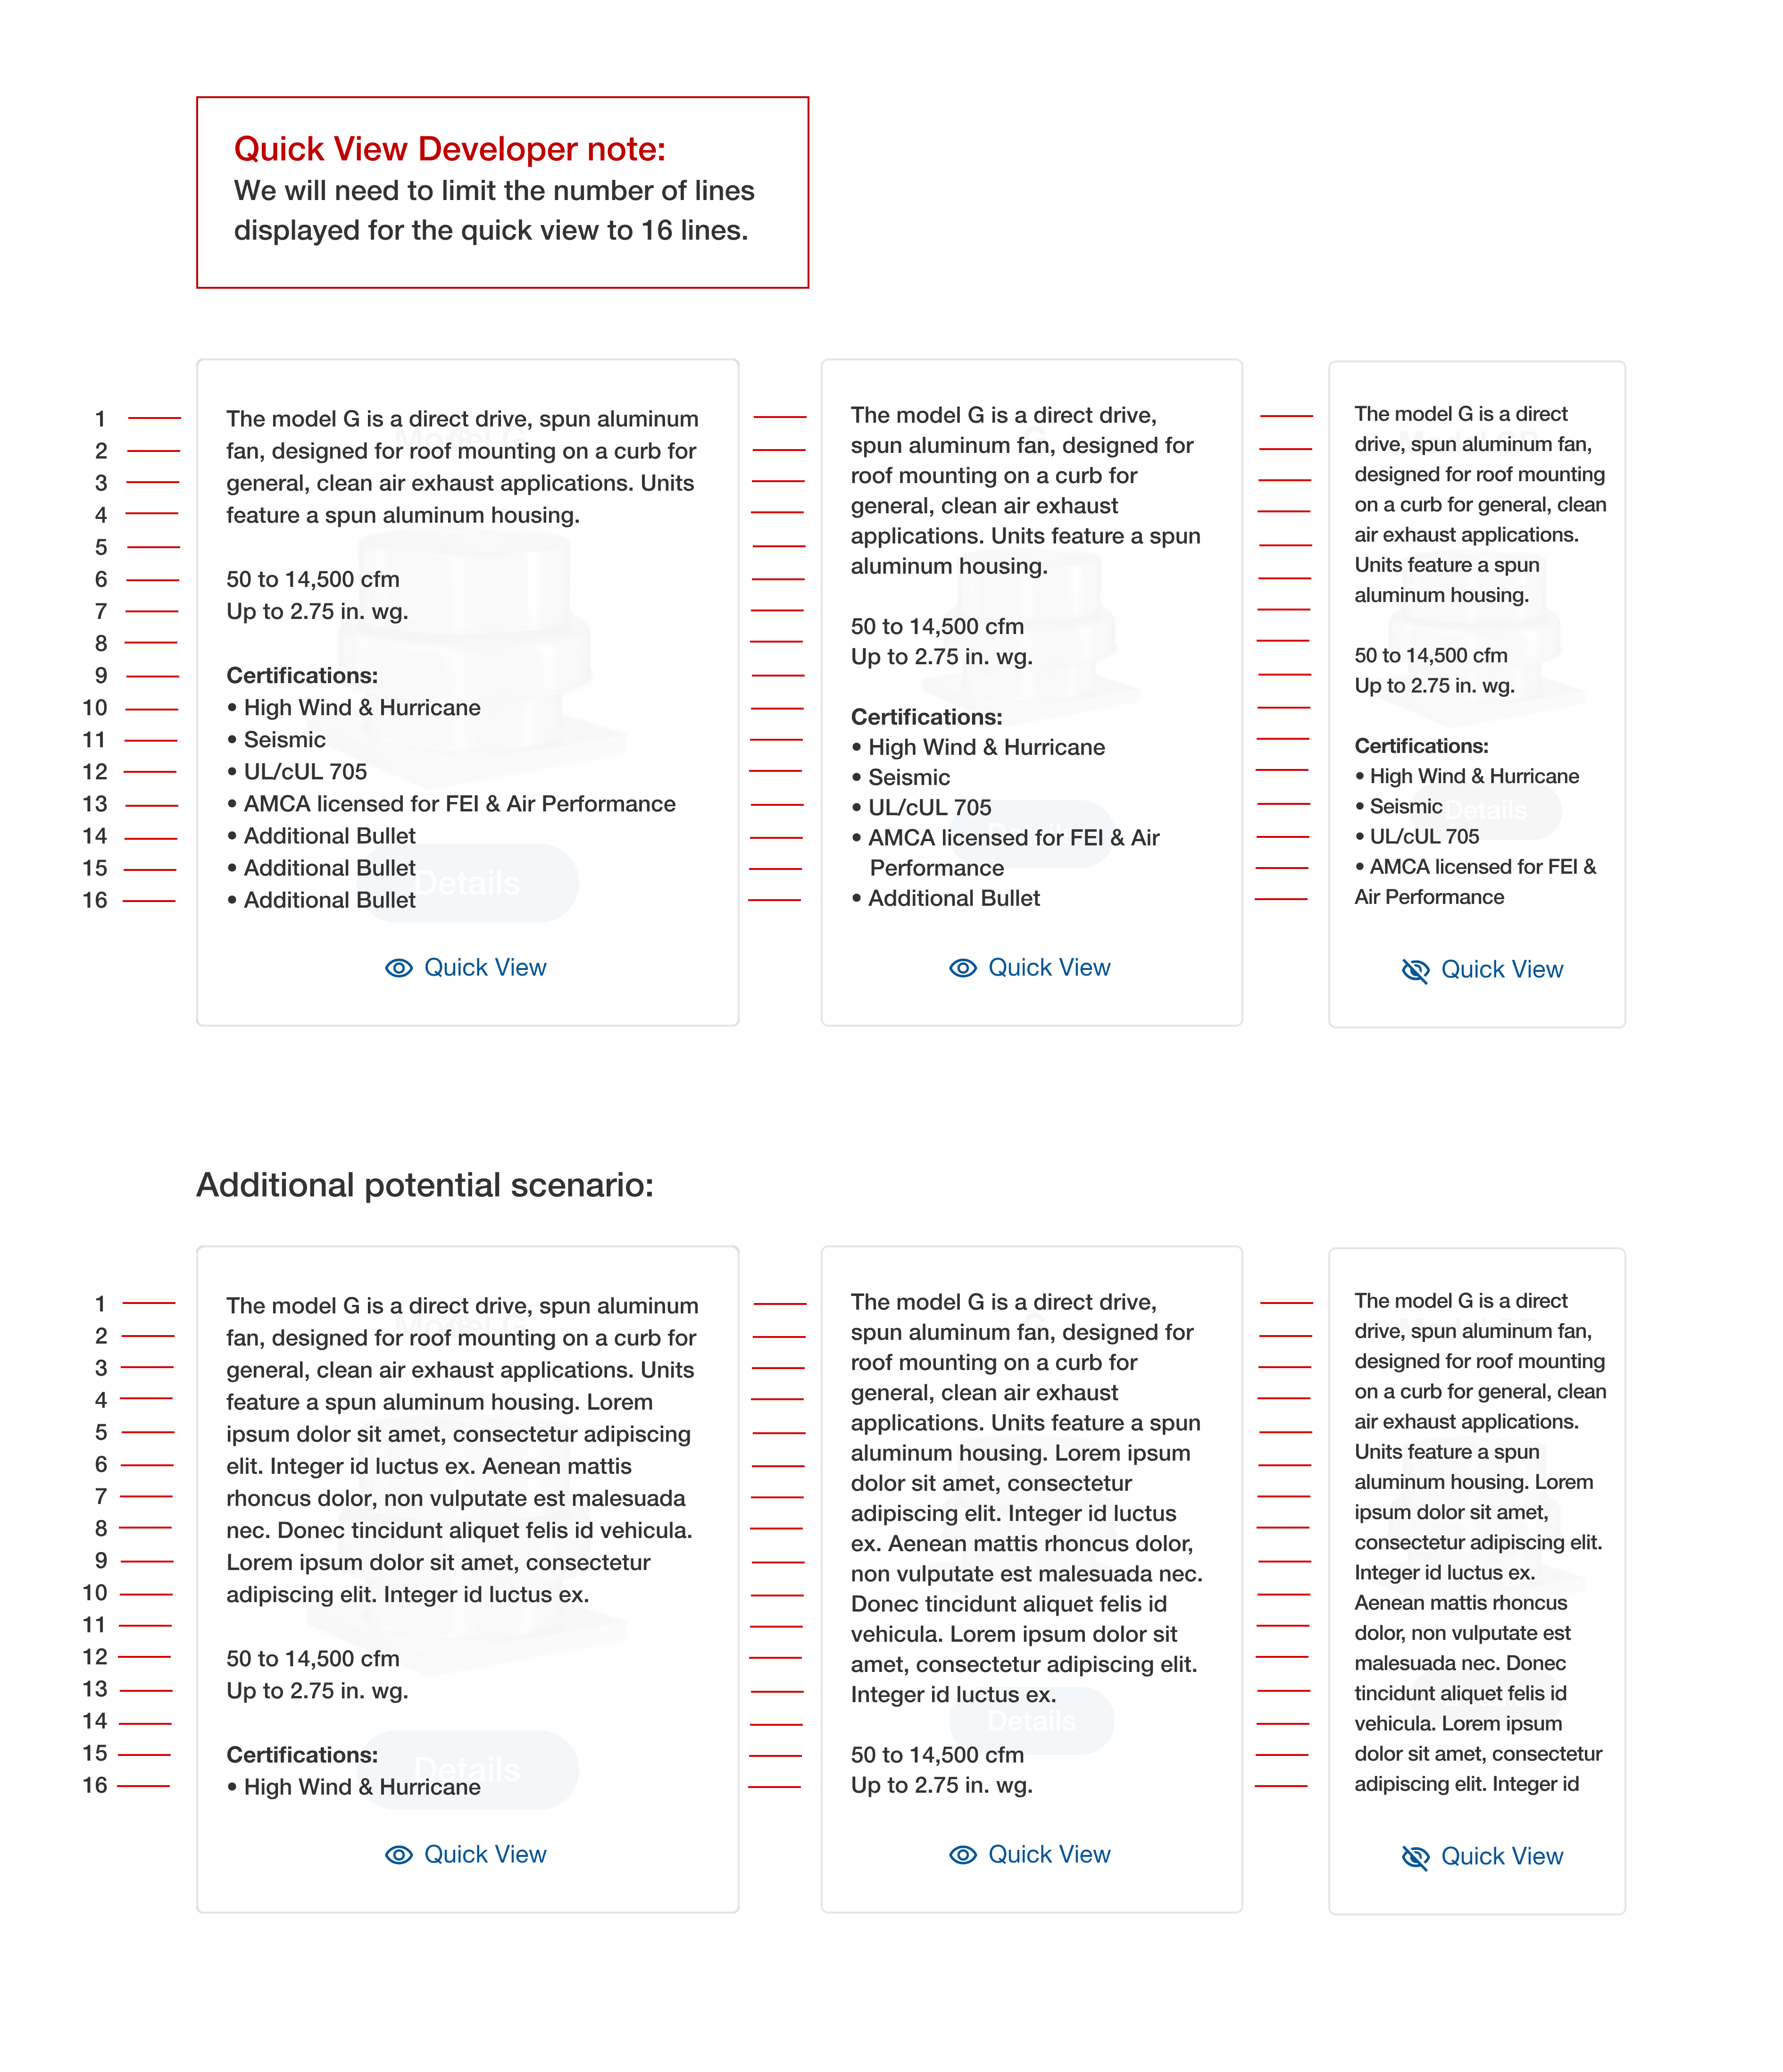 Quick View Developer note:
We will need to limit the number of lines
displayed for the quick view to 16 lines.
1
2
3
4
5
6
7
8
9
10
11
12
13
14
15
16
The model G is a direct drive, spun aluminum
fan, designed for roof mounting on a curb for
general, clean air exhaust applications. Units
feature a spun aluminum housing.
50 to 14,500 cfm
Up to 2.75 in. wg.
Certifications:
• High Wind & Hurricane
• Seismic
• UL/cUL 705
• AMCA licensed for FEI & Air Performance
• Additional Bullet
• Additional Bullet
• Additional Bullet
Model G
Details
Quick View
The model G is a direct drive,
spun aluminum fan, designed for
roof mounting on a curb for
general, clean air exhaust
applications. Units feature a spun
aluminum housing.
50 to 14,500 cfm
Up to 2.75 in. wg.
Certifications:
• High Wind & Hurricane
• Seismic
• UL/cUL 705
• AMCA licensed for FEI & Air
Performance
• Additional Bullet
Quick View
The model G is a direct
drive, spun aluminum fan,
designed for roof mounting
on a curb for general, clean
air exhaust applications.
Units feature a spun
aluminum housing.
50 to 14,500 cfm
Up to 2.75 in. wg.
Certifications:
• High Wind & Hurricane
• Seismic
• UL/cUL 705
• AMCA licensed for FEI &
Air Performance
Details
Quick View
Additional potential scenario:
1
2
3
4
5
6
7
8
9
10
11
12
13
14
15
16
The model G is a direct drive, spun aluminum
fan, designed for roof mounting on a curb for
general, clean air exhaust applications. Units
feature a spun aluminum housing. Lorem
ipsum dolor sit amet, consectetur adipiscing
elit. Integer id luctus ex. Aenean mattis
rhoncus dolor, non vulputate est malesuada
nec. Donec tincidunt aliquet felis id vehicula.
Lorem ipsum dolor sit amet, consectetur
adipiscing elit. Integer id luctus ex.
50 to 14,500 cfm
Up to 2.75 in. wg.
Certifications:
• High Wind & Hurricane
Model G
Details
Quick View
The model G is a direct drive,
spun aluminum fan, designed for
roof mounting on a curb for
general, clean air exhaust
applications. Units feature a spun
aluminum housing. Lorem ipsum
dolor sit amet, consectetur
adipiscing elit. Integer id luctus
ex. Aenean mattis rhoncus dolor,
non vulputate est malesuada nec.
Donec tincidunt aliquet felis id
vehicula. Lorem ipsum dolor sit
amet, consectetur adipiscing elit.
Integer id luctus ex.
50 to 14,500 cfm
Up to 2.75 in. wg.
Details
Quick View
The model G is a direct
drive, spun aluminum fan,
designed for roof mounting
on a curb for general, clean
air exhaust applications.
Units feature a spun
aluminum housing. Lorem
ipsum dolor sit amet,
consectetur adipiscing elit.
Integer id luctus ex.
Aenean mattis rhoncus
dolor, non vulputate est
malesuada nec. Donec
tincidunt aliquet felis id
vehicula. Lorem ipsum
dolor sit amet, consectetur
adipiscing elit. Integer id
Quick View